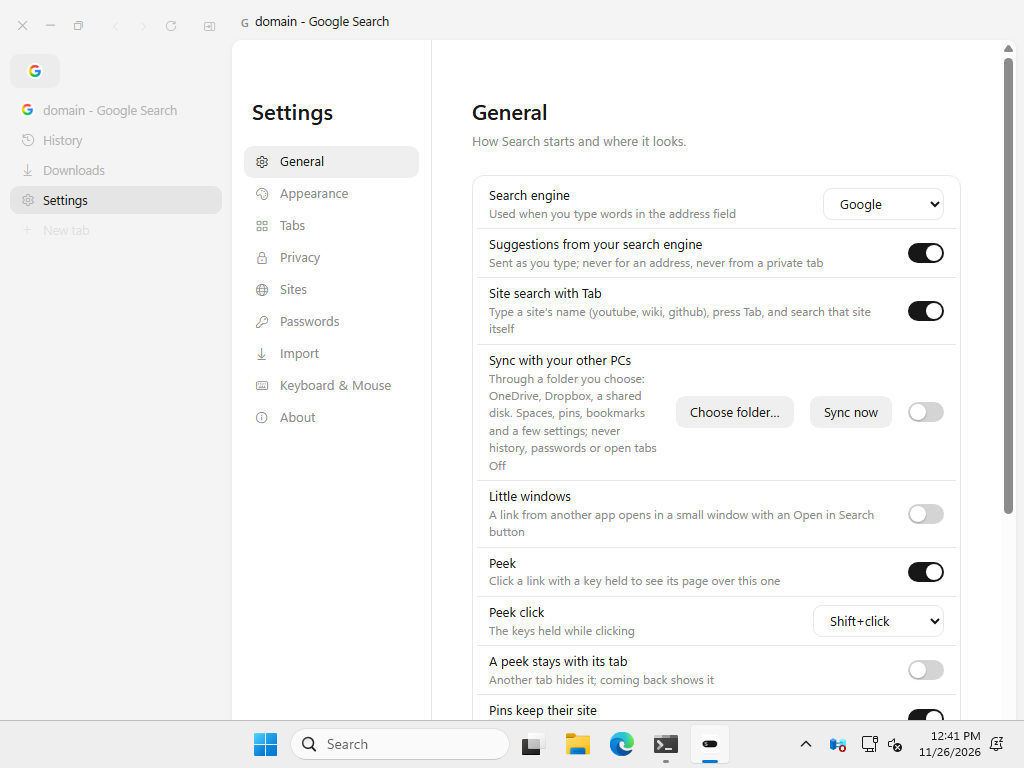 domain - Google Search
domain - Google Search
History
Downloads
Settings
New tab
Settings
General
Appearance
Tabs
Privacy
Sites
Passwords
Import
Keyboard & Mouse
About
General
How Search starts and where it looks.
Search engine
Used when you type words in the address field
Google
Suggestions from your search engine
Sent as you type; never for an address, never from a private tab
Site search with Tab
Type a site's name (youtube, wiki, github), press Tab, and search that site
itself
Sync with your other PCs
Through a folder you choose:
OneDrive, Dropbox, a shared
disk. Spaces, pins, bookmarks
and a few settings; never
history, passwords or open tabs
Off
Choose folder...
Sync now
Little windows
A link from another app opens in a small window with an Open in Search
button
Peek
Click a link with a key held to see its page over this one
Peek click
The keys held while clicking
Shift+click
A peek stays with its tab
Another tab hides it; coming back shows it
Pins keep their site
Search
12:41 PM
11/26/2026